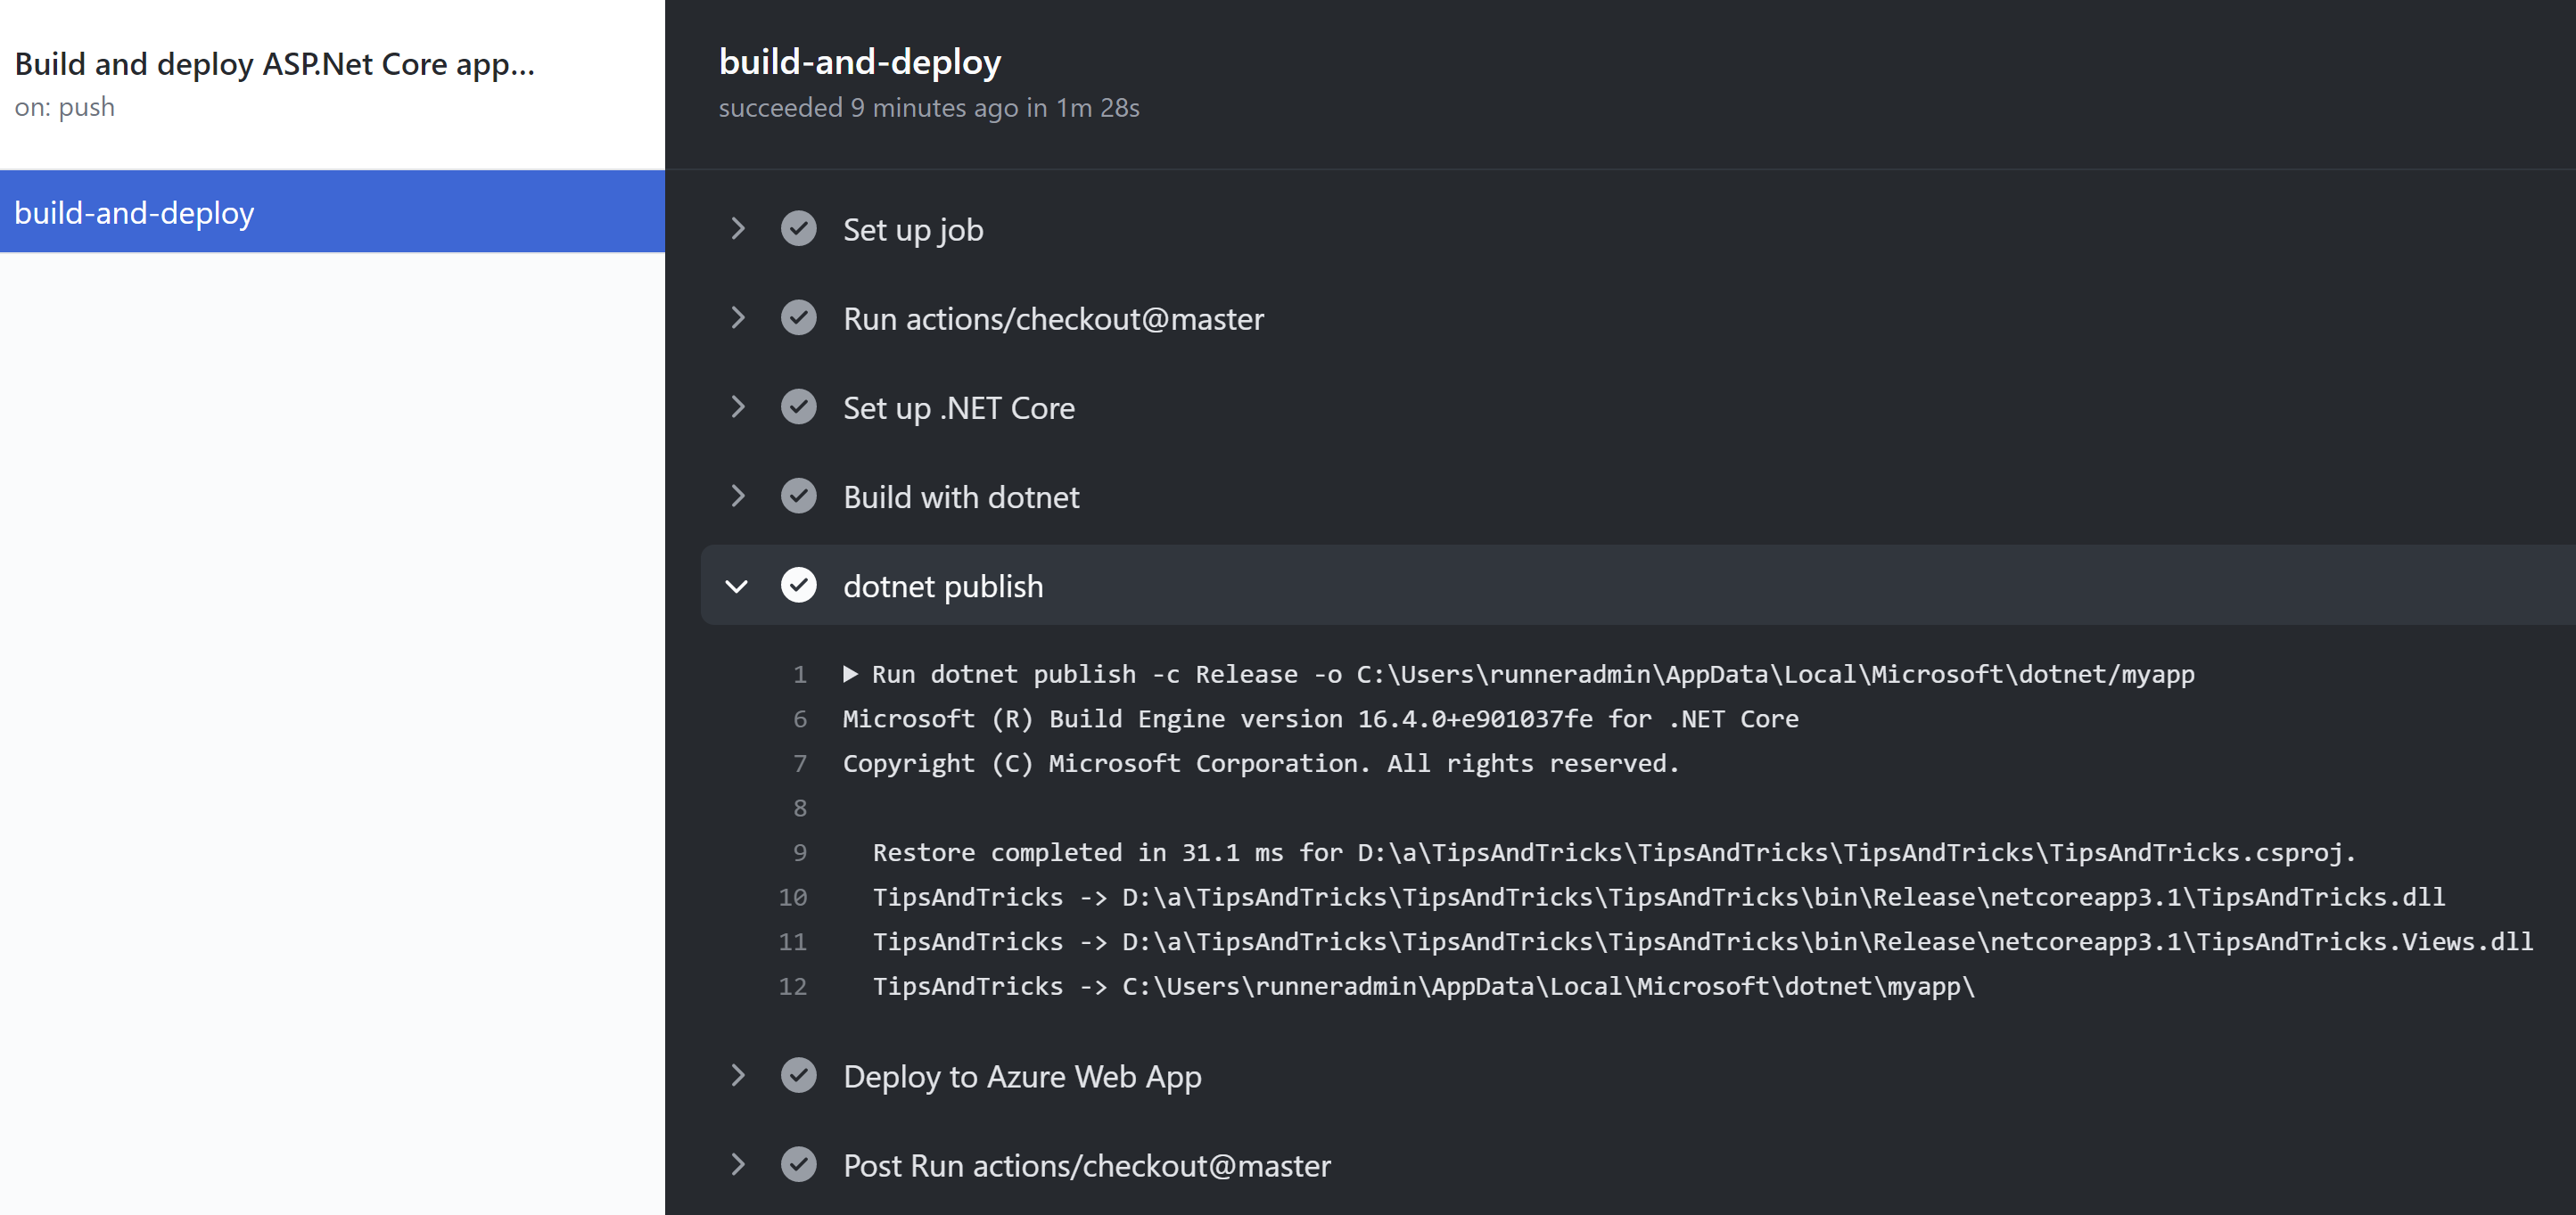 Build and deploy ASP.Net Core app...
on: push
build-and-deploy
build-and-deploy
succeeded 9 minutes ago in 1m 28s
Set up job
Run actions/checkout@master
Set up .NET Core
Build with dotnet
dotnet publish
1 Run dotnet publish -c Release -o C:\Users\runneradmin\AppData\Local\Microsoft\dotnet/myapp
6 Microsoft (R) Build Engine version 16.4.0+e901037fe for .NET Core
7 Copyright (C) Microsoft Corporation. All rights reserved.
8
9 Restore completed in 31.1 ms for D:\a\TipsAndTricks\TipsAndTricks\TipsAndTricks\TipsAndTricks.csproj.
10 TipsAndTricks -> D:\a\TipsAndTricks\TipsAndTricks\TipsAndTricks\bin\Release\netcoreapp3.1\TipsAndTricks.dll
11 TipsAndTricks -> D:\a\TipsAndTricks\TipsAndTricks\TipsAndTricks\bin\Release\netcoreapp3.1\TipsAndTricks.Views.dll
12 TipsAndTricks -> C:\Users\runneradmin\AppData\Local\Microsoft\dotnet\myapp\
Deploy to Azure Web App
Post Run actions/checkout@master